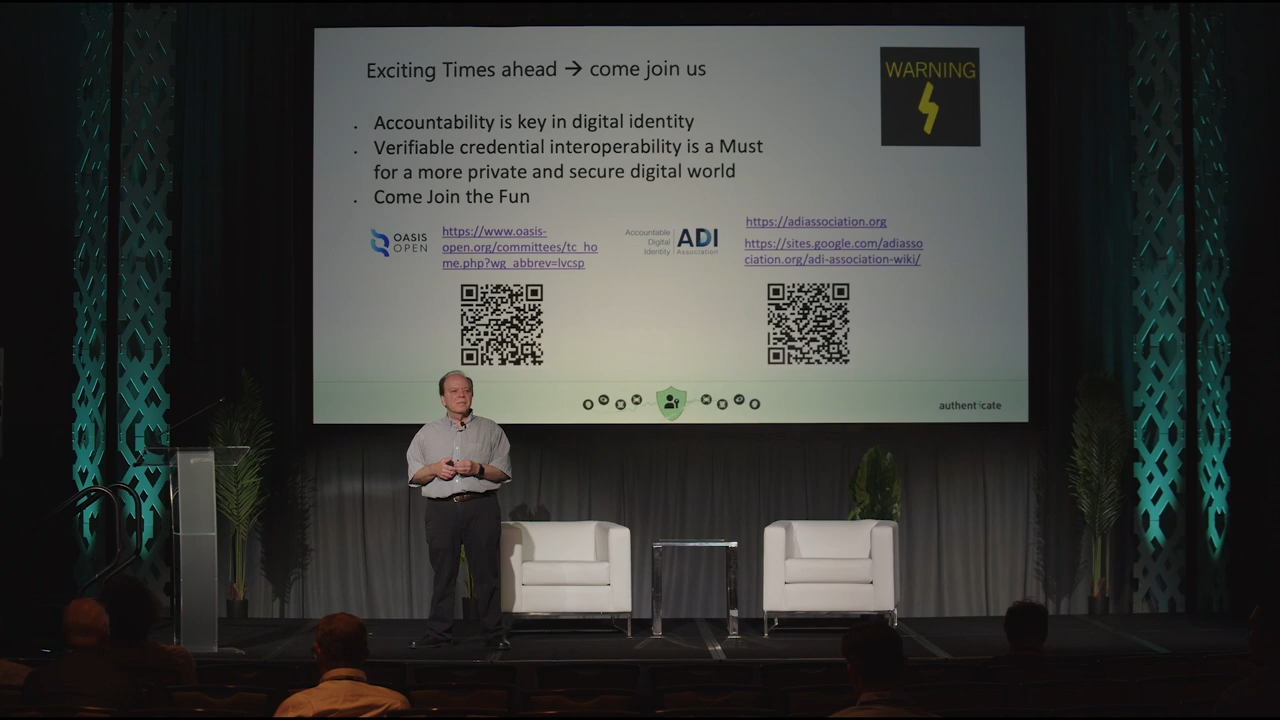 Exciting Times ahead → come join us
WARNING
. Accountability is key in digital identity
. Verifiable credential interoperability is a Must
for a more private and secure digital world
. Come Join the Fun
OASIS
OPEN
https://www.oasis-
open.org/committees/tc_ho
me.php?wg_abbrev=lvcsp
Accountable
Digital
Identity
ADI
Association
https://adiassociation.org
https://sites.google.com/adiasso
ciation.org/adi-association-wiki/
authenticate